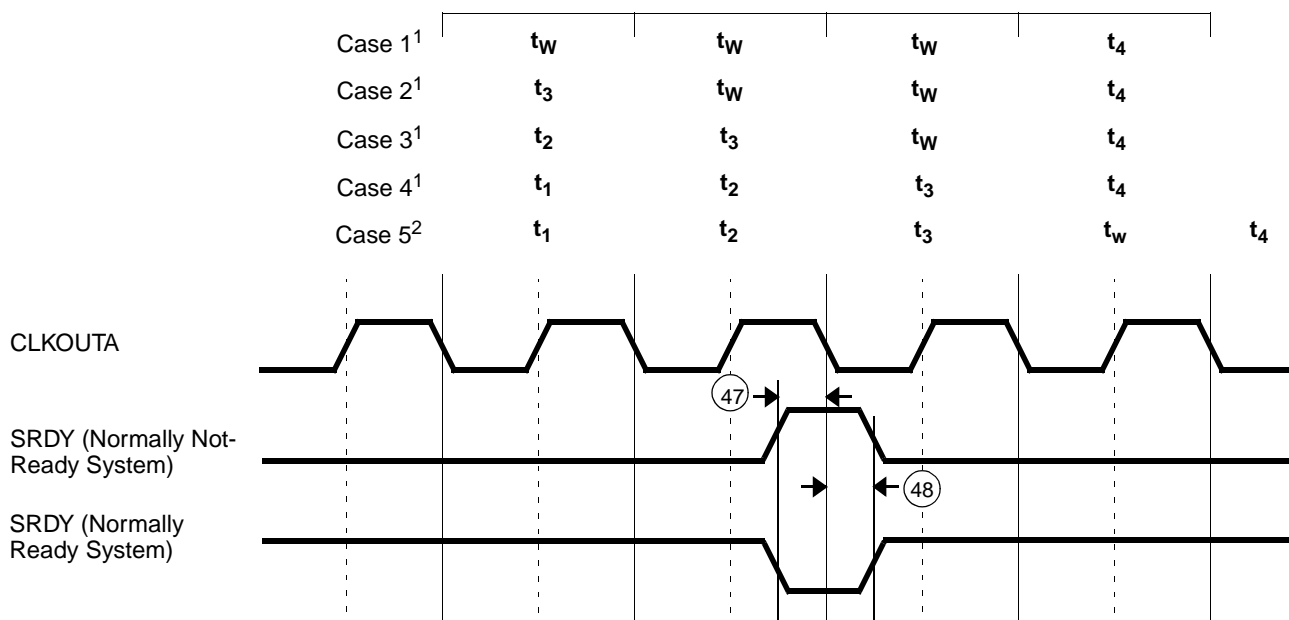 Case 1¹ tW tW tW t4
Case 2¹ t3 tW tW t4
Case 3¹ t2 t3 tW t4
Case 4¹ t1 t2 t3 t4
Case 5² t1 t2 t3 tw t4
CLKOUTA
47
SRDY (Normally Not-
Ready System)
48
SRDY (Normally
Ready System)